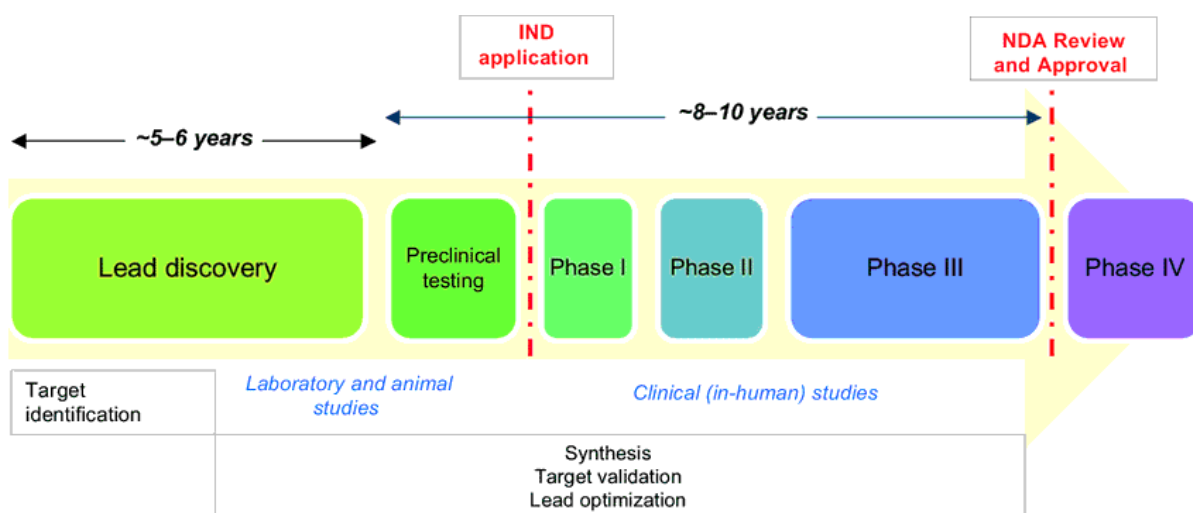 IND
application
NDA Review
and Approval
~5–6 years
~8–10 years
Lead discovery
Preclinical
testing
Phase I
Phase II
Phase III
Phase IV
Target
identification
Laboratory and animal
studies
Clinical (in-human) studies
Synthesis
Target validation
Lead optimization